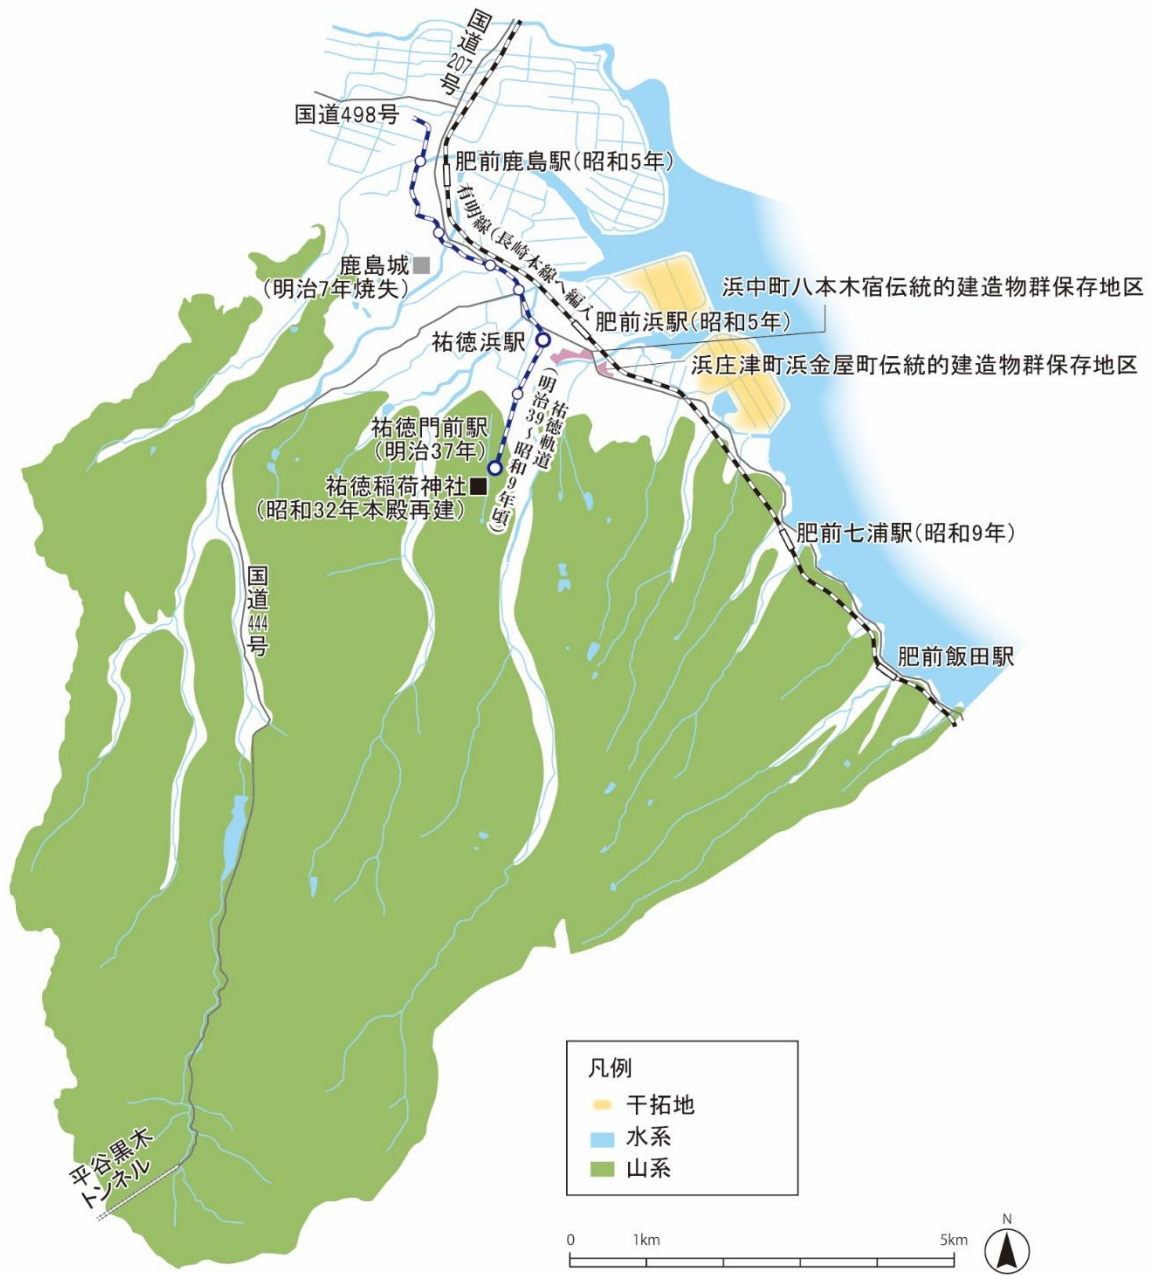 国道207号
国道498号
肥前鹿島駅(昭和5年)
有明線(長崎本線へ編入)
鹿島城
(明治7年焼失)
浜中町八本木宿伝統的建造物群保存地区
肥前浜駅(昭和5年)
祐徳浜駅
浜庄津町浜金屋町伝統的建造物群保存地区
祐徳軌道
(明治39~昭和9年頃)
祐徳門前駅
(明治37年)
祐徳稲荷神社
(昭和32年本殿再建)
肥前七浦駅(昭和9年)
国道444号
肥前飯田駅
凡例
干拓地
水系
山系
平谷黒木
トンネル
0 1km 5km
N